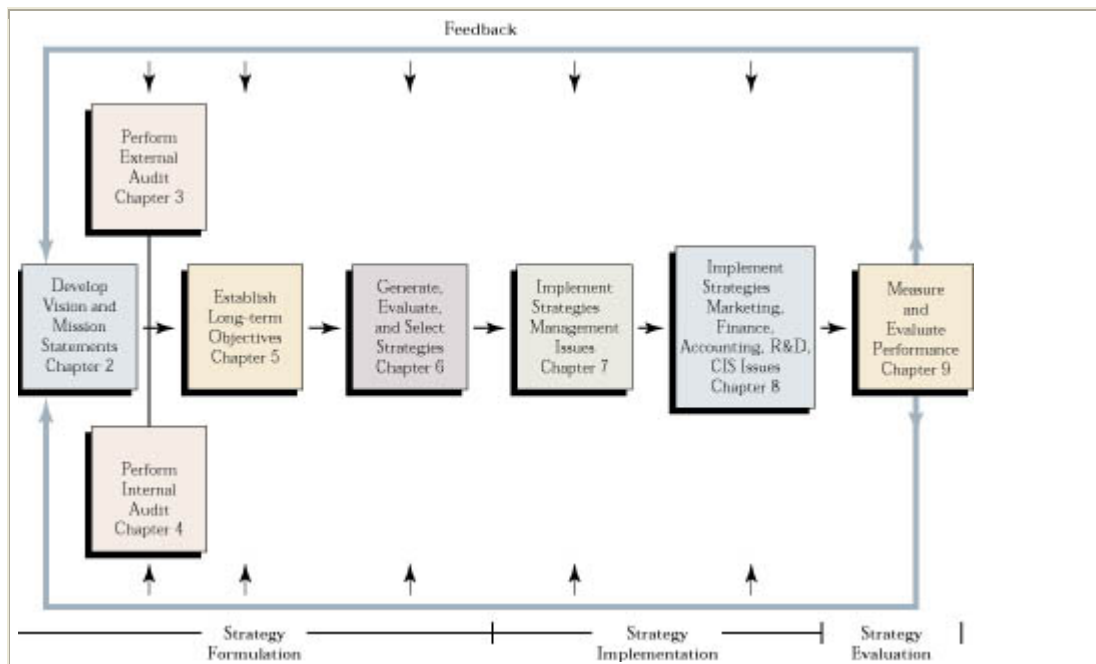 Feedback
Perform
External
Audit
Chapter 3
Develop
Vision and
Mission
Statements
Chapter 2
Establish
Long-term
Objectives
Chapter 5
Generate,
Evaluate,
and Select
Strategies
Chapter 6
Implement
Strategies
Management
Issues
Chapter 7
Implement
Strategies
Marketing,
Finance,
Accounting, R&D,
CIS Issues
Chapter 8
Measure
and
Evaluate
Performance
Chapter 9
Perform
Internal
Audit
Chapter 4
Strategy
Formulation
Strategy
Implementation
Strategy
Evaluation